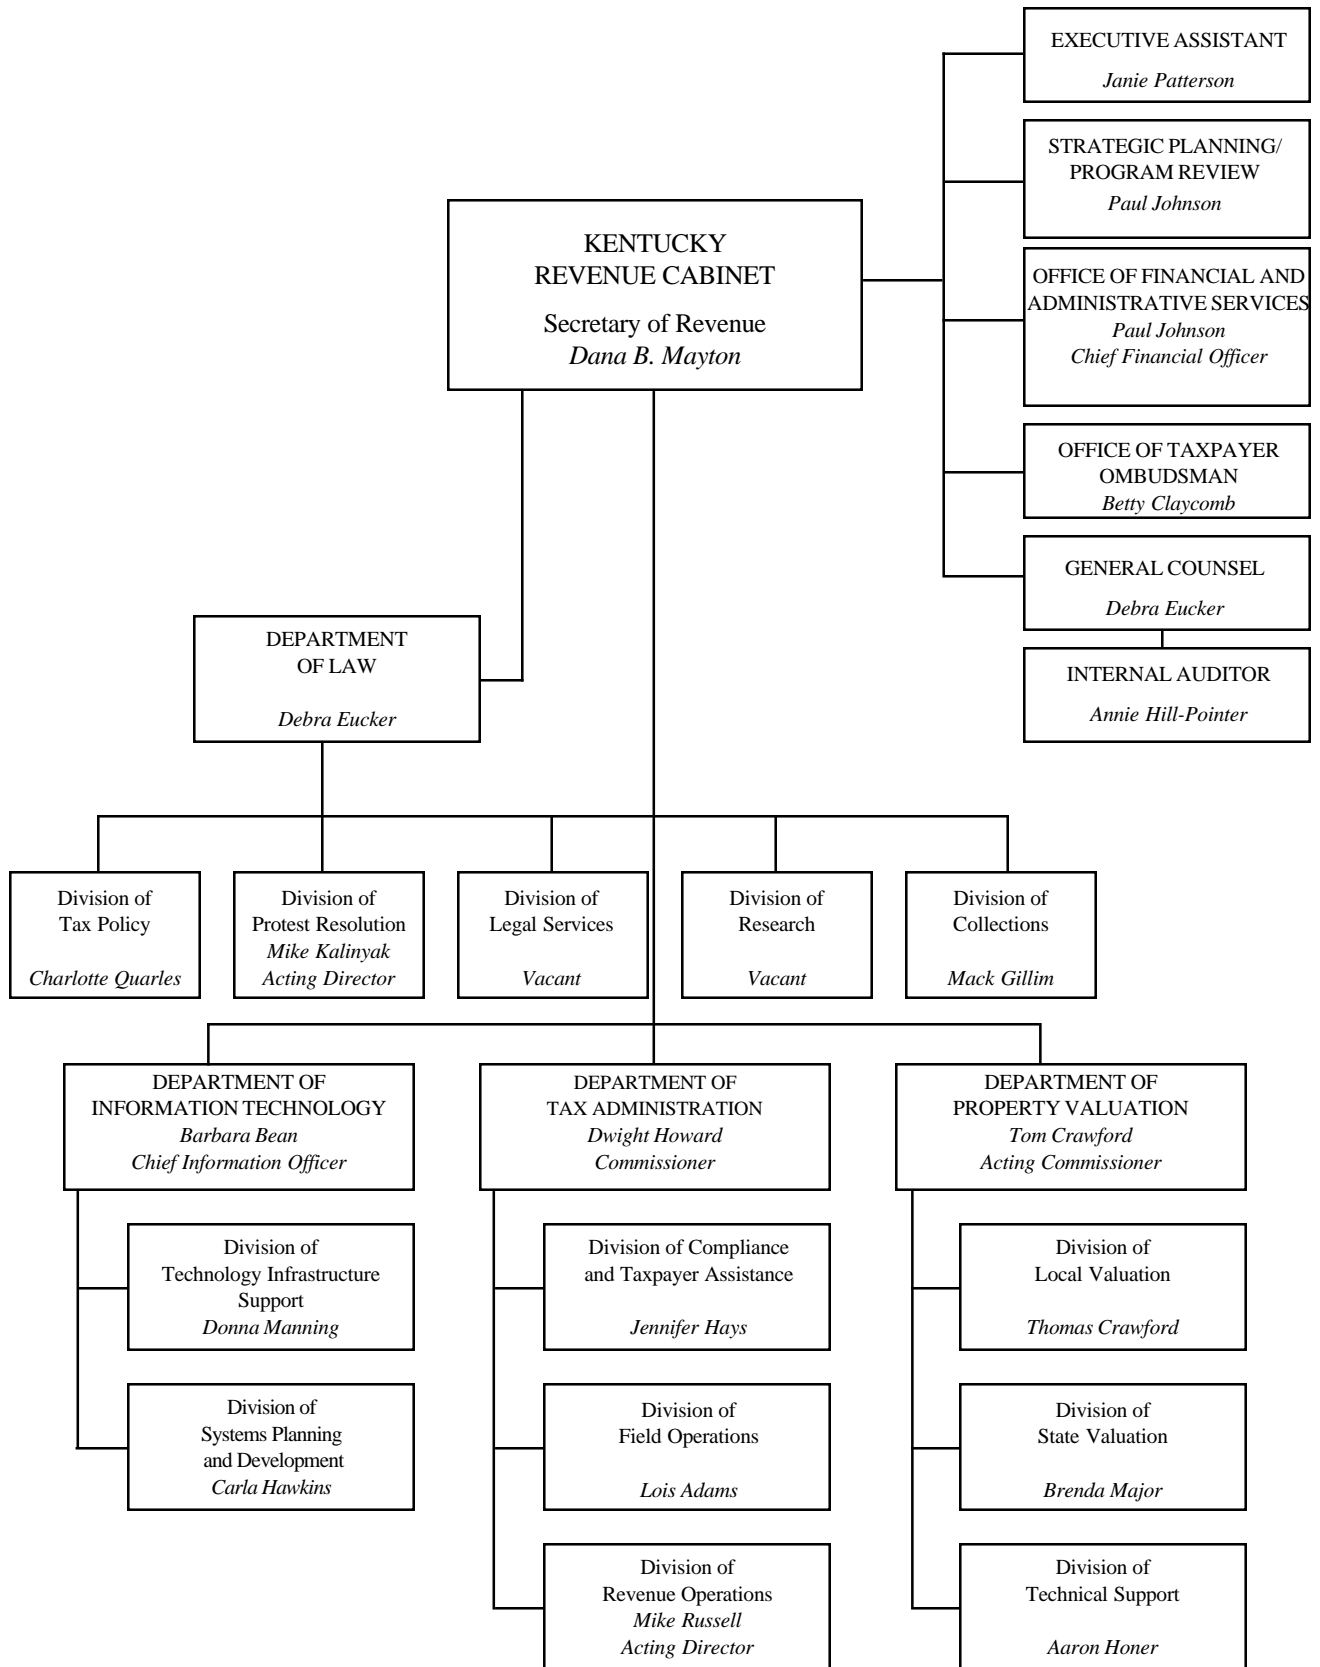 EXECUTIVE ASSISTANT
Janie Patterson
STRATEGIC PLANNING/
PROGRAM REVIEW
Paul Johnson
KENTUCKY
REVENUE CABINET
Secretary of Revenue
Dana B. Mayton
OFFICE OF FINANCIAL AND
ADMINISTRATIVE SERVICES
Paul Johnson
Chief Financial Officer
OFFICE OF TAXPAYER
OMBUDSMAN
Betty Claycomb
GENERAL COUNSEL
Debra Eucker
INTERNAL AUDITOR
Annie Hill-Pointer
DEPARTMENT
OF LAW
Debra Eucker
Division of
Tax Policy
Charlotte Quarles
Division of
Protest Resolution
Mike Kalinyak
Acting Director
Division of
Legal Services
Vacant
Division of
Research
Vacant
Division of
Collections
Mack Gillim
DEPARTMENT OF
INFORMATION TECHNOLOGY
Barbara Bean
Chief Information Officer
Division of
Technology Infrastructure
Support
Donna Manning
Division of
Systems Planning
and Development
Carla Hawkins
DEPARTMENT OF
TAX ADMINISTRATION
Dwight Howard
Commissioner
Division of Compliance
and Taxpayer Assistance
Jennifer Hays
Division of
Field Operations
Lois Adams
Division of
Revenue Operations
Mike Russell
Acting Director
DEPARTMENT OF
PROPERTY VALUATION
Tom Crawford
Acting Commissioner
Division of
Local Valuation
Thomas Crawford
Division of
State Valuation
Brenda Major
Division of
Technical Support
Aaron Honer